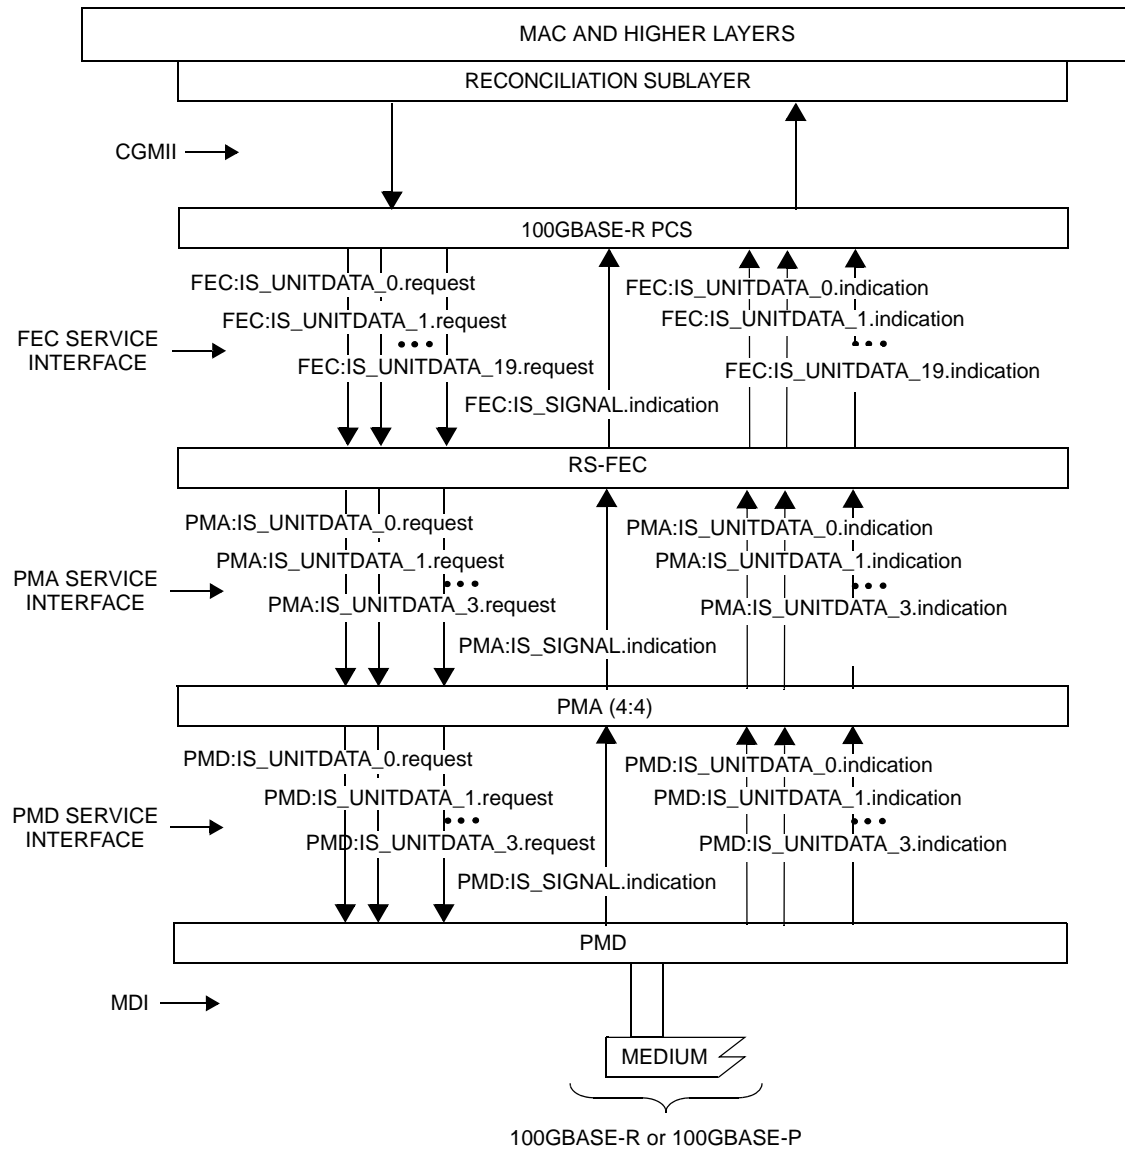 MAC AND HIGHER LAYERS
RECONCILIATION SUBLAYER
CGMII
100GBASE-R PCS
FEC:IS_UNITDATA_0.request
FEC:IS_UNITDATA_1.request
FEC:IS_UNITDATA_19.request
FEC:IS_SIGNAL.indication
FEC:IS_UNITDATA_0.indication
FEC:IS_UNITDATA_1.indication
FEC:IS_UNITDATA_19.indication
FEC SERVICE
INTERFACE
RS-FEC
PMA:IS_UNITDATA_0.request
PMA:IS_UNITDATA_1.request
PMA:IS_UNITDATA_3.request
PMA:IS_SIGNAL.indication
PMA:IS_UNITDATA_0.indication
PMA:IS_UNITDATA_1.indication
PMA:IS_UNITDATA_3.indication
PMA SERVICE
INTERFACE
PMA (4:4)
PMD:IS_UNITDATA_0.request
PMD:IS_UNITDATA_1.request
PMD:IS_UNITDATA_3.request
PMD:IS_SIGNAL.indication
PMD:IS_UNITDATA_0.indication
PMD:IS_UNITDATA_1.indication
PMD:IS_UNITDATA_3.indication
PMD SERVICE
INTERFACE
PMD
MDI
MEDIUM
100GBASE-R or 100GBASE-P